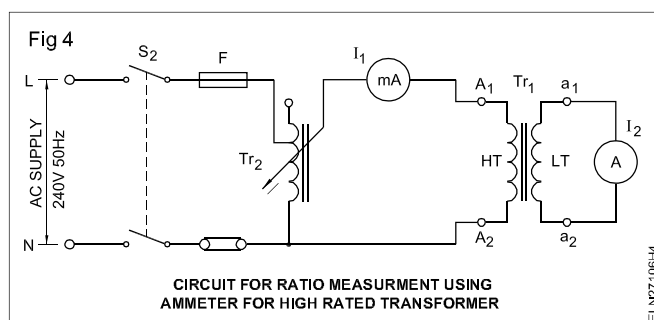 Fig 4
S2
F
I1
mA
L
A1
Tr1
a1
I2
AC SUPPLY
240V 50Hz
Tr2
HT
LT
A
N
A2
a2
CIRCUIT FOR RATIO MEASURMENT USING
AMMETER FOR HIGH RATED TRANSFORMER
ELN27106H4